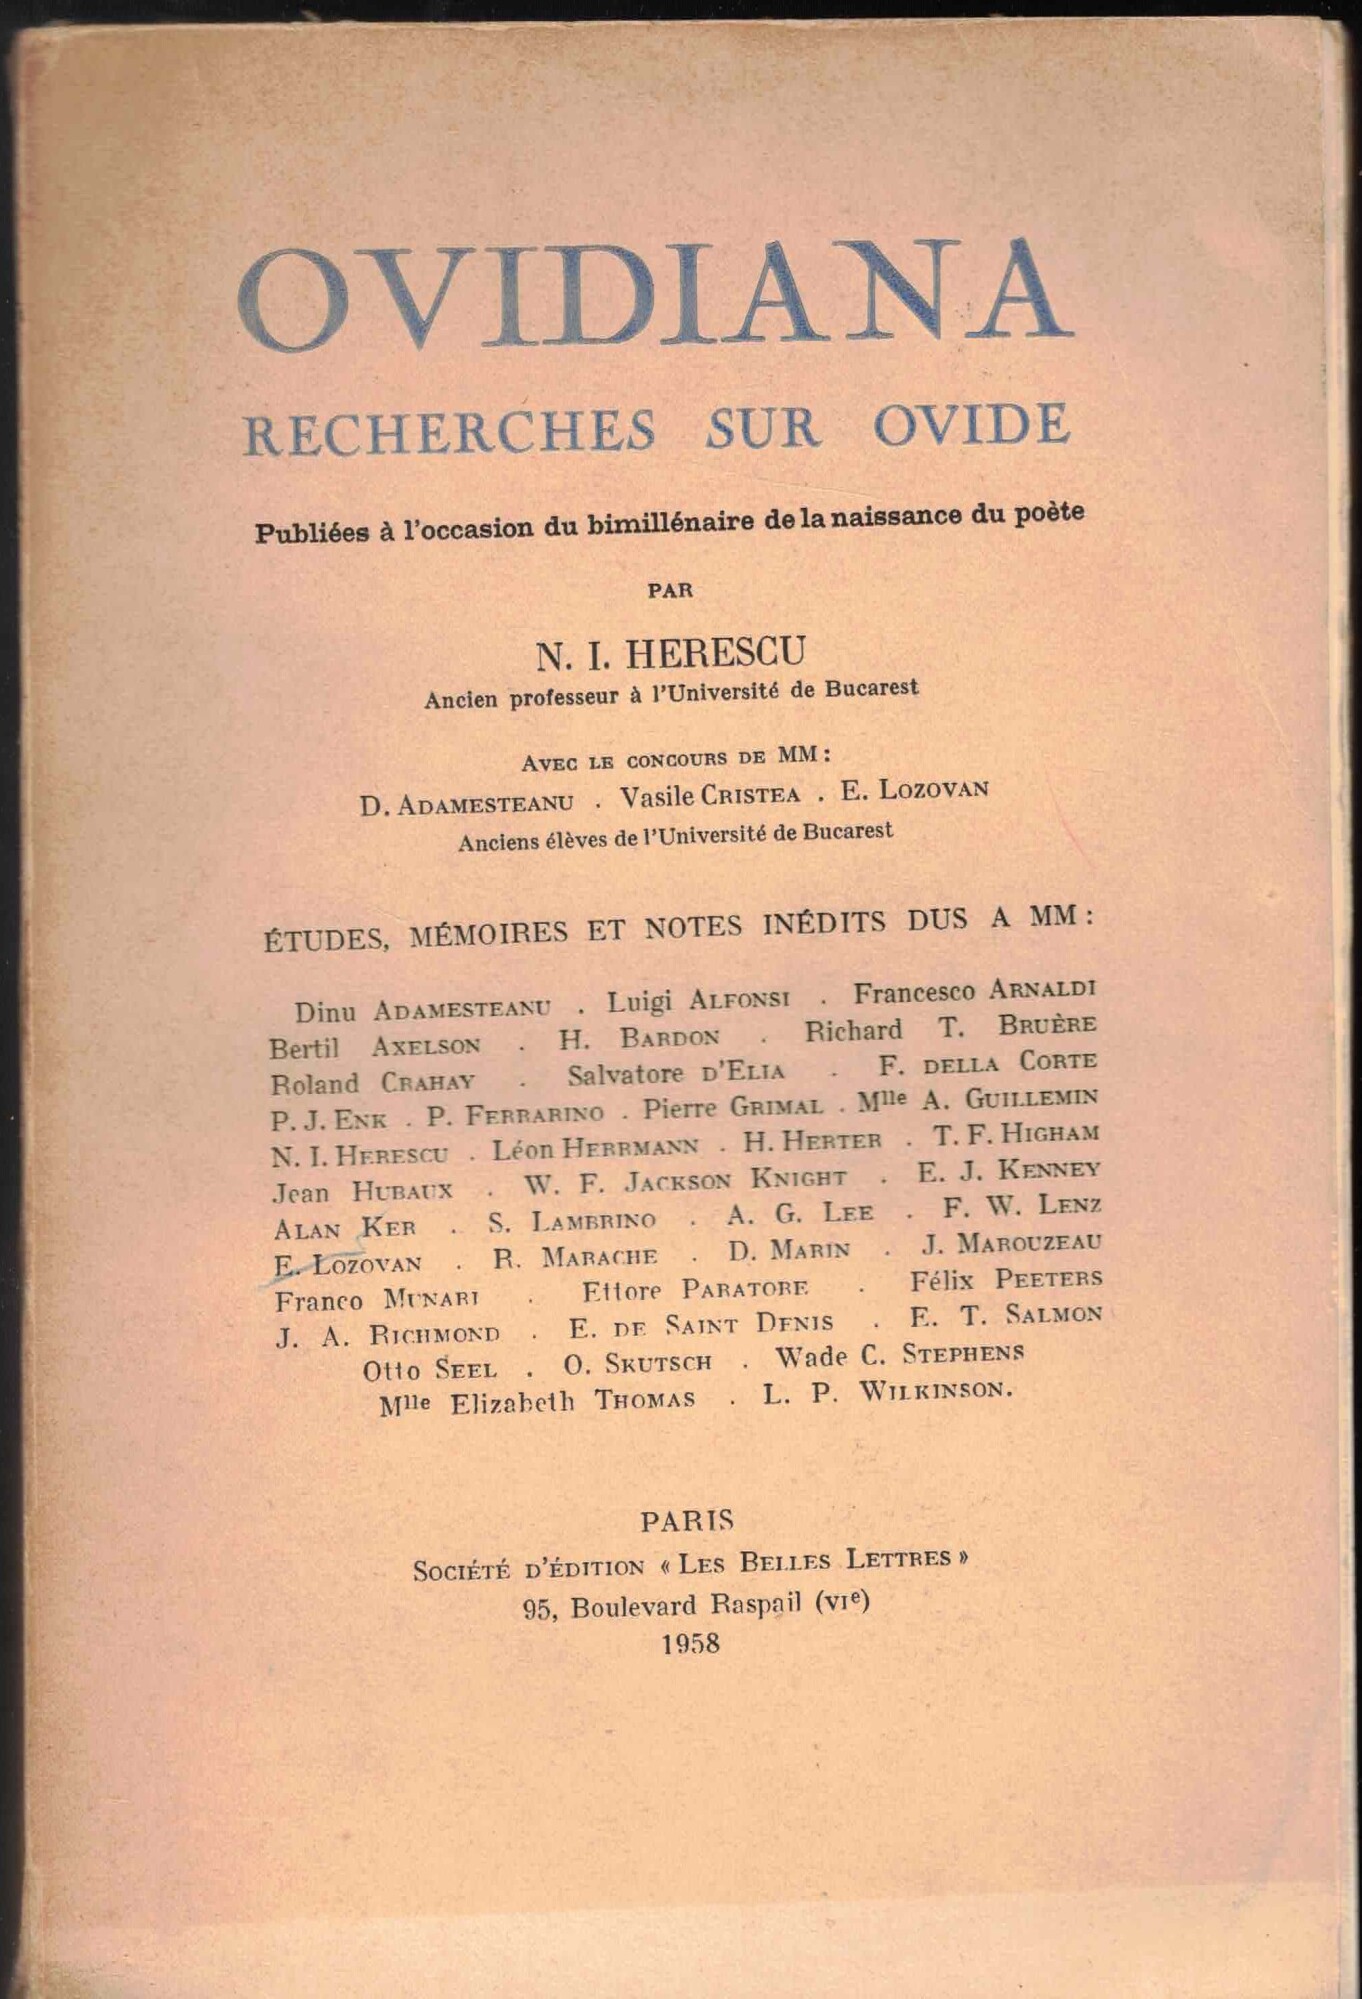 OVIDIANA
RECHERCHES SUR OVIDE
Publiées à l'occasion du bimillénaire de la naissance du poète
PAR
N. I. HERESCU
Ancien professeur à l'Université de Bucarest
AVEC LE CONCOURS DE MM :
D. ADAMESTEANU . Vasile CRISTEA . E. LOZOVAN
Anciens élèves de l'Université de Bucarest
ÉTUDES, MÉMOIRES ET NOTES INÉDITS DUS A MM :
Dinu ADAMESTEANU . Luigi ALFONSI . Francesco ARNALDI
Bertil AXELSON . H. BARDON . Richard T. BRUÈRE
Roland CRAHAY . Salvatore D'ELIA . F. DELLA CORTE
P. J. ENK . P. FERRARINO . Pierre GRIMAL . Mlle A. GUILLEMIN
N. I. HERESCU . Léon HERRMANN . H. HERTER . T. F. HIGHAM
Jean HUBAUX . W. F. JACKSON KNIGHT . E. J. KENNEY
ALAN KER . S. LAMBRINO . A. G. LEE . F. W. LENZ
E. LOZOVAN . R. MARACHE . D. MARIN . J. MAROUZEAU
Franco MUNARI . Ettore PARATORE . Félix PEETERS
J. A. RICHMOND . E. DE SAINT DENIS . E. T. SALMON
Otto SEEL . O. SKUTSCH . Wade C. STEPHENS
Mlle Elizabeth THOMAS . L. P. WILKINSON.
PARIS
SOCIÉTÉ D'ÉDITION « LES BELLES LETTRES »
95, Boulevard Raspail (VIe)
1958